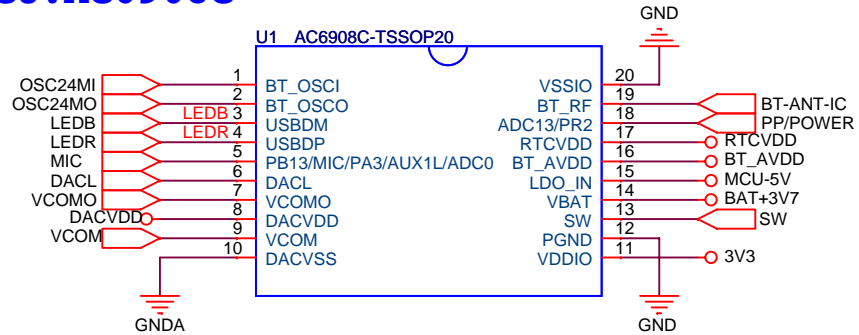 U1 AC6908C-TSSOP20
GND
OSC24MI 1 BT_OSCI
OSC24MO 2 BT_OSCO
LEDB LEDB 3 USBDM
LEDR LEDR 4 USBDP
MIC 5 PB13/MIC/PA3/AUX1L/ADC0
DACL 6 DACL
VCOMO 7 VCOMO
DACVDD 8 DACVDD
VCOM 9 VCOM
10 DACVSS
GNDA
VSSIO 20
BT_RF 19 BT-ANT-IC
ADC13/PR2 18 PP/POWER
RTCVDD 17 RTCVDD
BT_AVDD 16 BT_AVDD
LDO_IN 15 MCU-5V
VBAT 14 BAT+3V7
SW 13 SW
PGND 12
VDDIO 11 3V3
GND